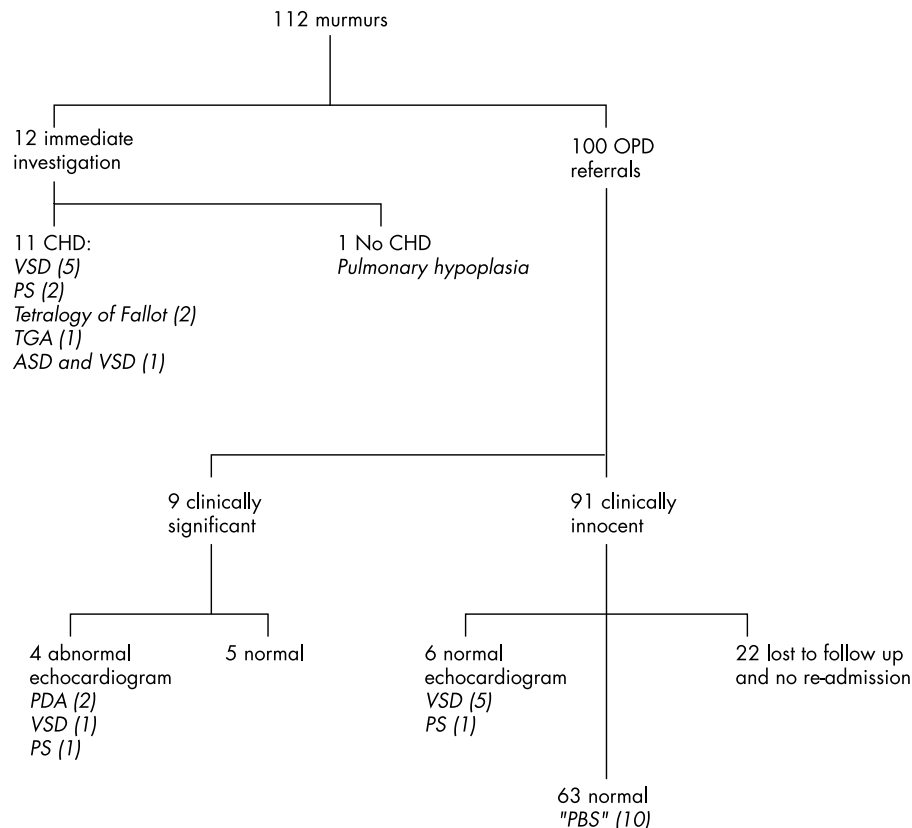 112 murmurs
12 immediate
investigation
100 OPD
referrals
11 CHD:
VSD (5)
PS (2)
Tetralogy of Fallot (2)
TGA (1)
ASD and VSD (1)
1 No CHD
Pulmonary hypoplasia
9 clinically
significant
91 clinically
innocent
4 abnormal
echocardiogram
PDA (2)
VSD (1)
PS (1)
5 normal
6 normal
echocardiogram
VSD (5)
PS (1)
22 lost to follow up
and no re-admission
63 normal
"PBS" (10)